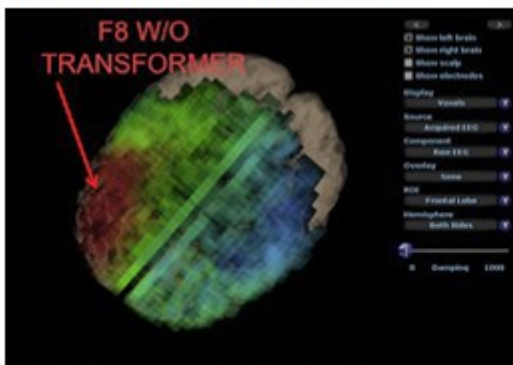 F8 W/O
TRANSFORMER
<
>
Show left brain
Show right brain
Show scalp
Show electrodes
Display
Voxels
Source
Acquired EEG
Component
Raw EEG
Overlay
None
ROI
Frontal Lobe
Hemisphere
Both Sides
0 Damping 1000